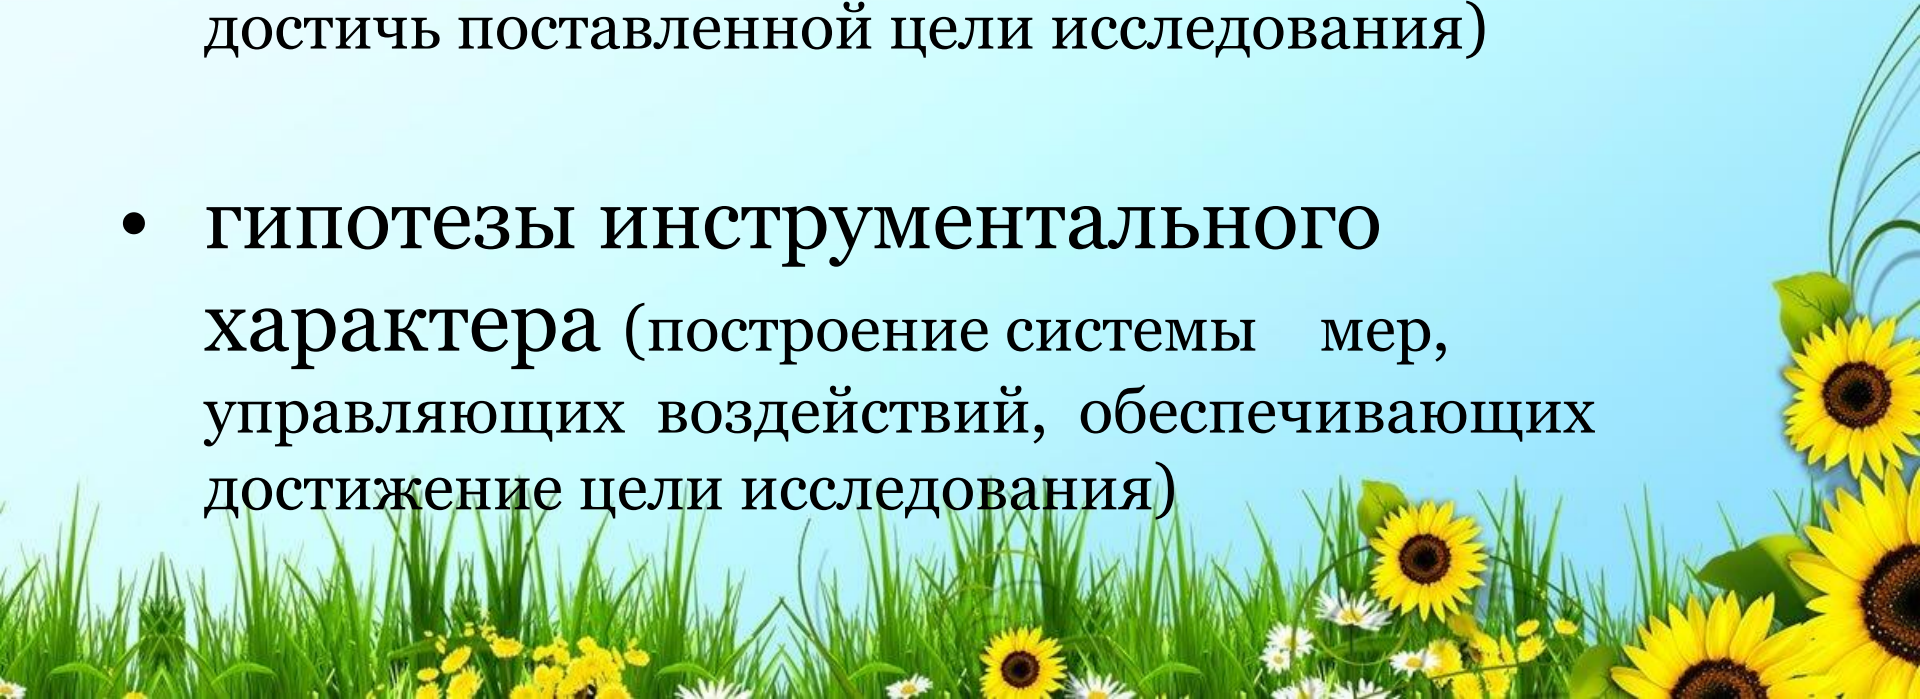 достичь поставленной цели исследования)
• гипотезы инструментального
характера (построение системы мер,
управляющих воздействий, обеспечивающих
достижение цели исследования)